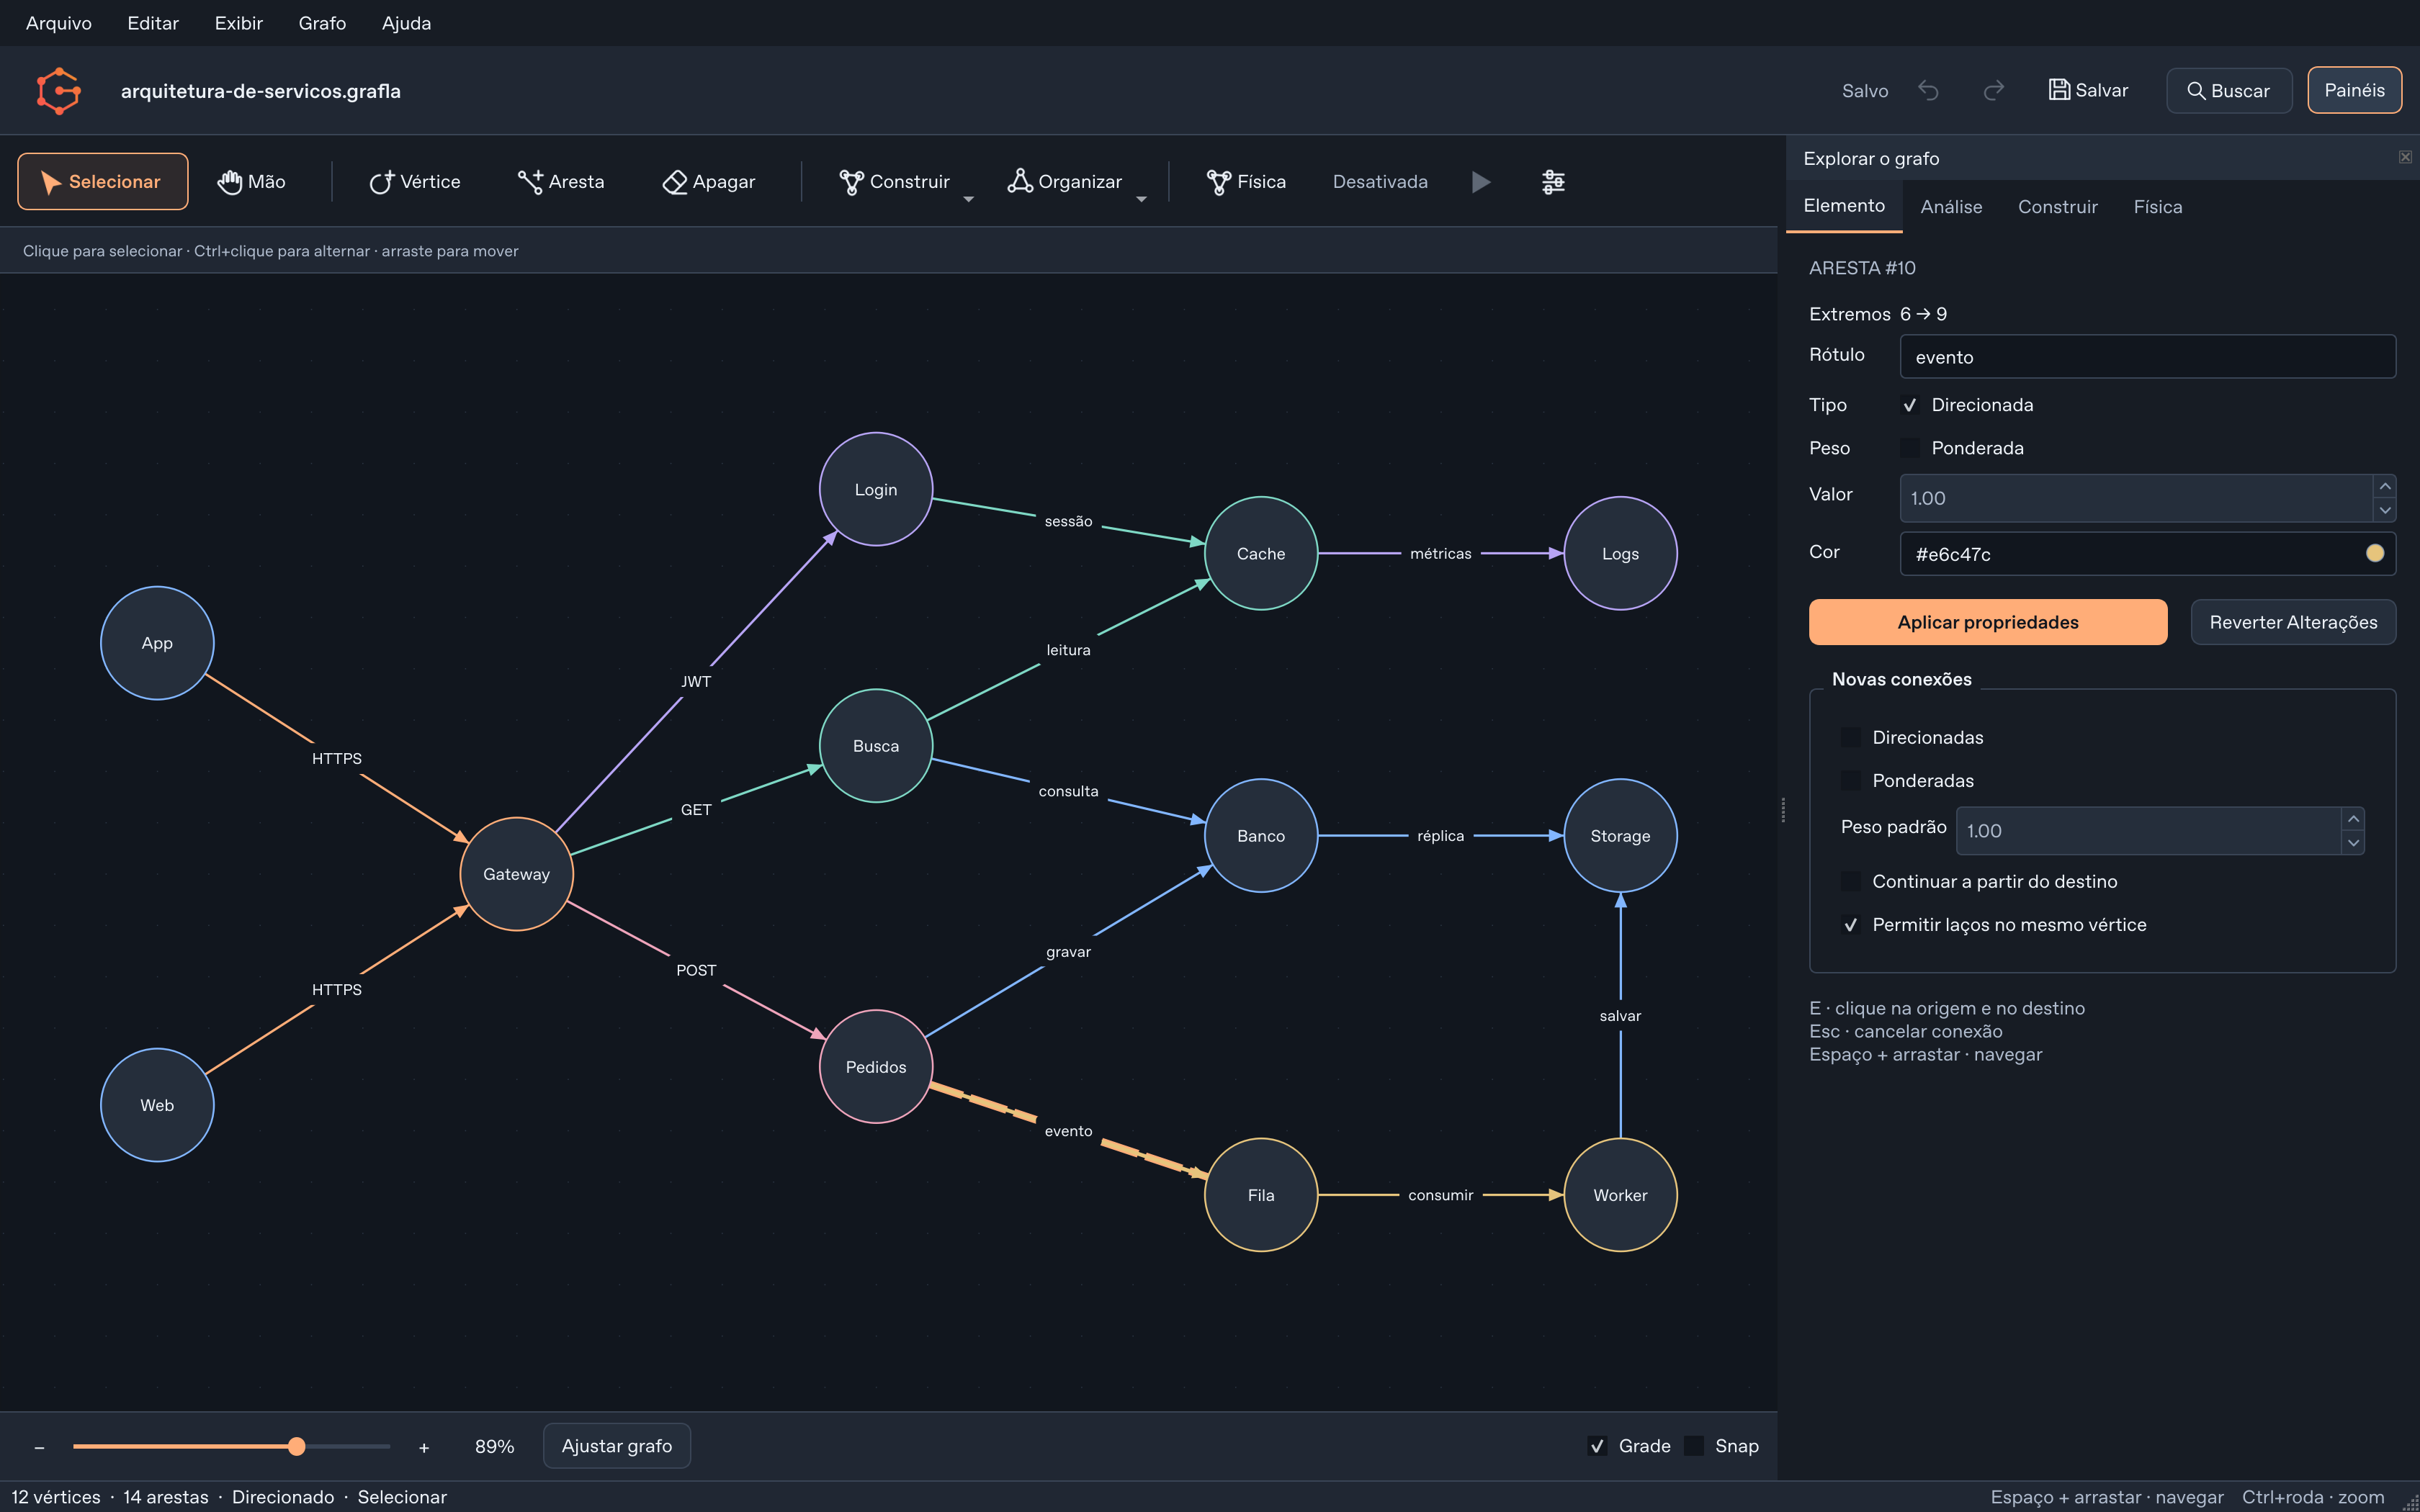 Arquivo Editar Exibir Grafo Ajuda
arquitetura-de-servicos.grafla
Salvo Salvar Buscar Painéis
Selecionar Mão Vértice Aresta Apagar Construir Organizar Física Desativada
Clique para selecionar · Ctrl+clique para alternar · arraste para mover
Login
sessão
Cache
métricas
Logs
App
leitura
JWT
HTTPS
Busca
GET
consulta
Banco
réplica
Storage
Gateway
gravar
POST
HTTPS
salvar
Pedidos
Web
evento
Fila
consumir
Worker
Explorar o grafo
Elemento Análise Construir Física
ARESTA #10
Extremos 6 → 9
Rótulo evento
Tipo Direcionada
Peso Ponderada
Valor 1.00
Cor #e6c47c
Aplicar propriedades Reverter Alterações
Novas conexões
Direcionadas
Ponderadas
Peso padrão 1.00
Continuar a partir do destino
Permitir laços no mesmo vértice
E · clique na origem e no destino
Esc · cancelar conexão
Espaço + arrastar · navegar
− + 89% Ajustar grafo Grade Snap
12 vértices · 14 arestas · Direcionado · Selecionar
Espaço + arrastar · navegar Ctrl+roda · zoom